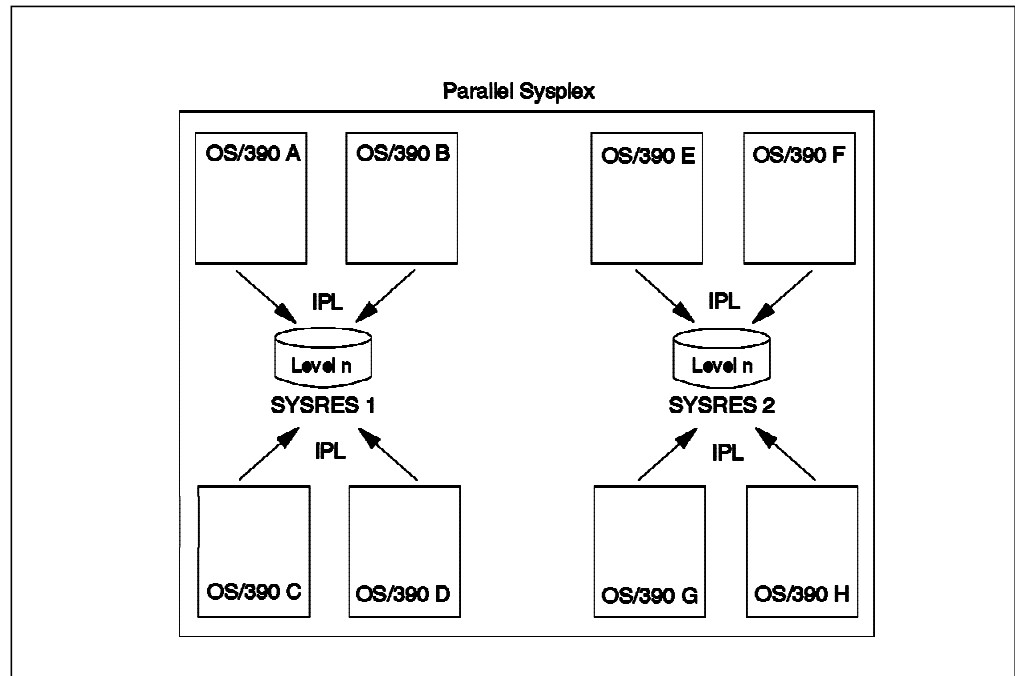 Parallel Sysplex
OS/390 A
OS/390 B
OS/390 E
OS/390 F
IPL
IPL
Level n
Level n
SYSRES 1
SYSRES 2
IPL
IPL
OS/390 C
OS/390 D
OS/390 G
OS/390 H